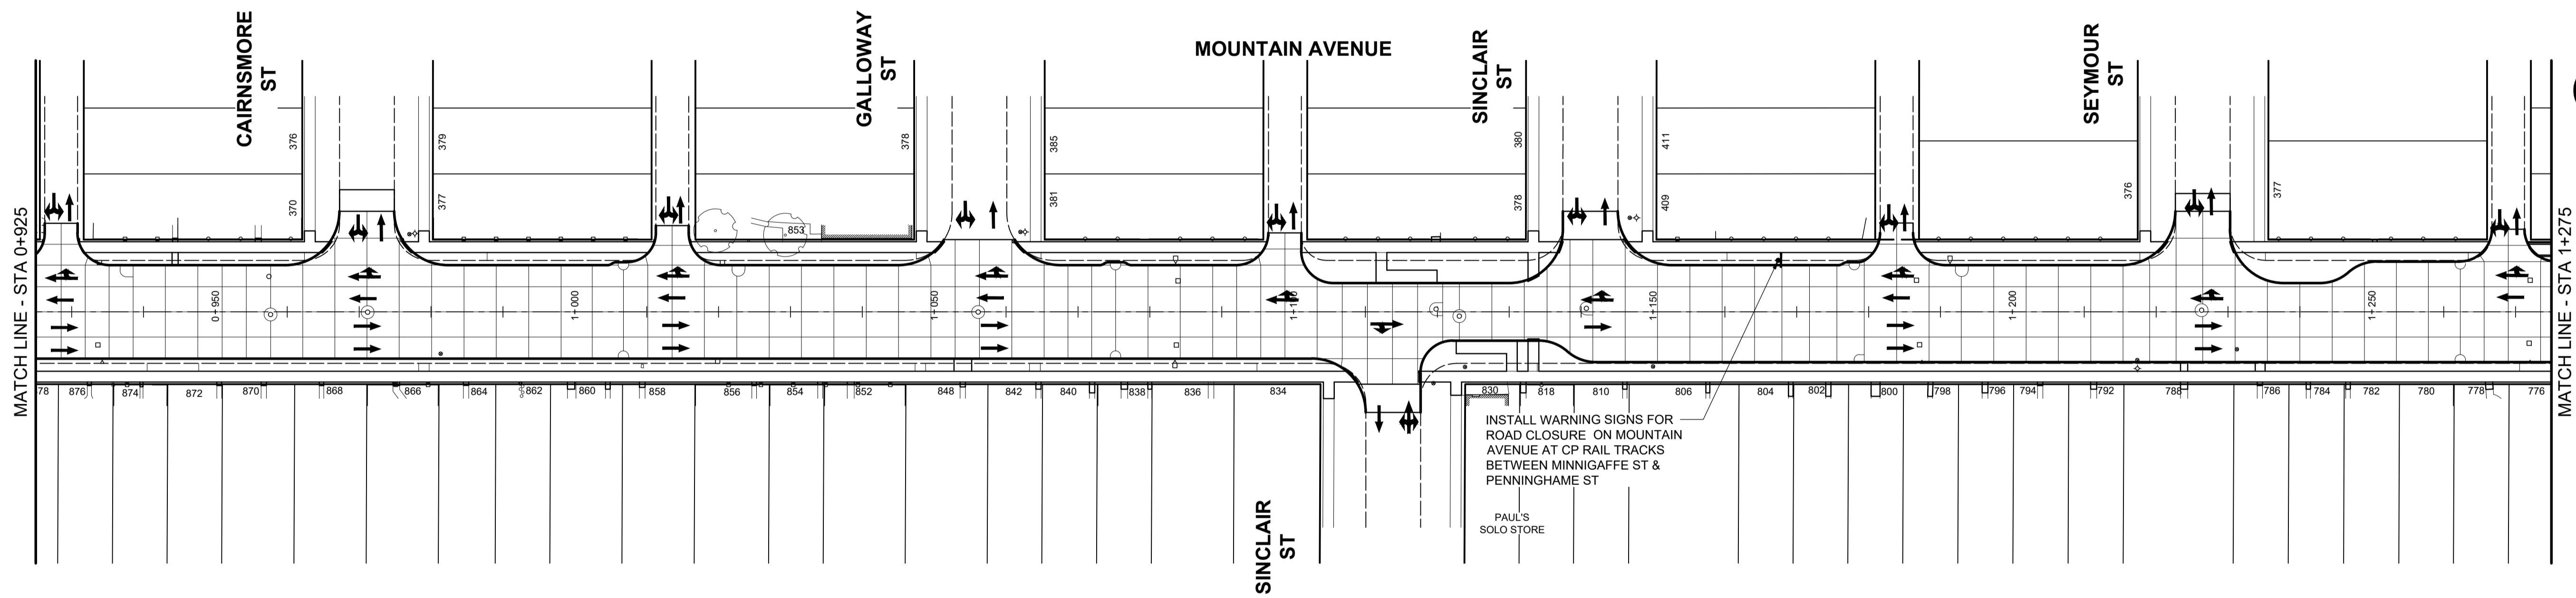 MOUNTAIN AVENUE
CAIRNSMORE
ST
GALLOWAY
ST
SINCLAIR
ST
SEYMOUR
ST
MATCH LINE - STA 0+925
MATCH LINE - STA 1+275
376
370
379
377
378
385
381
380
378
411
409
376
377
853
0+950
1+000
1+050
1+100
1+150
1+200
1+250
78
876
874
872
870
868
866
864
862
860
858
856
854
852
848
842
840
838
836
834
830
818
810
806
804
802
800
798
796
794
792
788
786
784
782
780
778
776
INSTALL WARNING SIGNS FOR
ROAD CLOSURE ON MOUNTAIN
AVENUE AT CP RAIL TRACKS
BETWEEN MINNIGAFFE ST &
PENNINGHAME ST
PAUL'S
SOLO STORE
SINCLAIR
ST